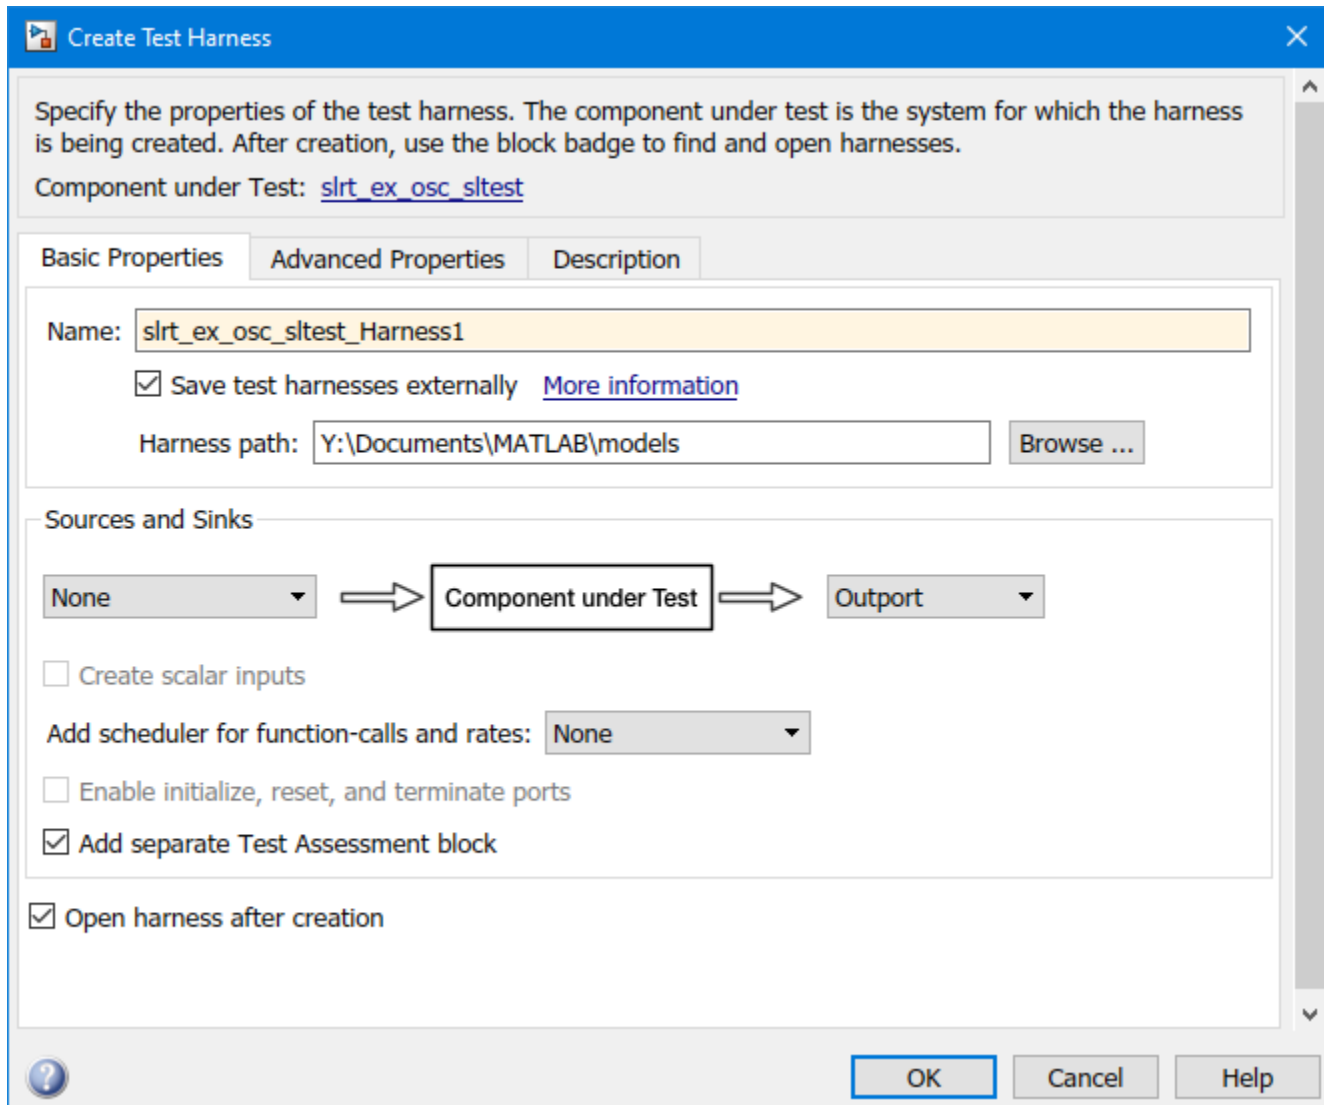 Create Test Harness
Specify the properties of the test harness. The component under test is the system for which the harness
is being created. After creation, use the block badge to find and open harnesses.
Component under Test: slrt_ex_osc_sltest
Basic Properties Advanced Properties Description
Name: slrt_ex_osc_sltest_Harness1
Save test harnesses externally More information
Harness path: Y:\Documents\MATLAB\models Browse ...
Sources and Sinks
None Component under Test Outport
Create scalar inputs
Add scheduler for function-calls and rates: None
Enable initialize, reset, and terminate ports
Add separate Test Assessment block
Open harness after creation
? OK Cancel Help